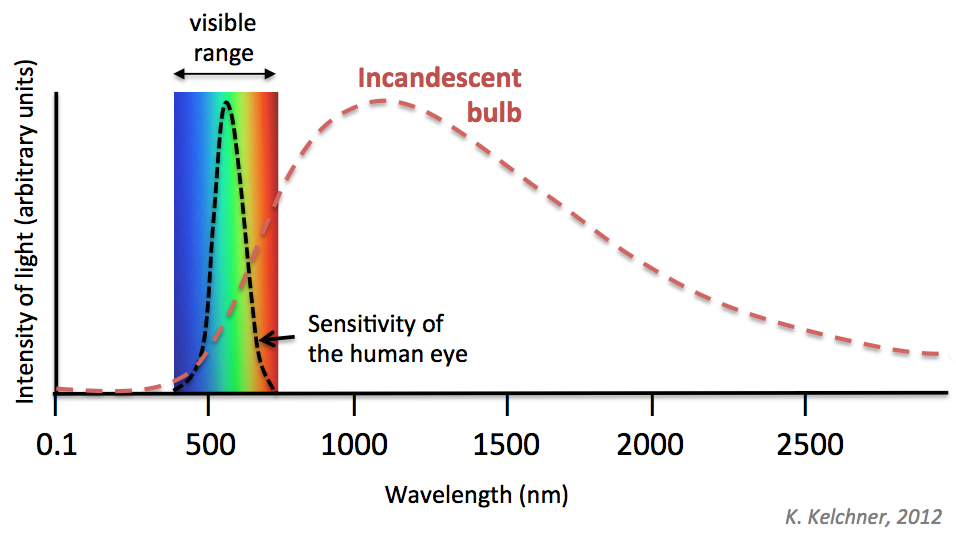 visible
range
Incandescent
bulb
Intensity of light (arbitrary units)
Sensitivity of
the human eye
0.1 500 1000 1500 2000 2500
Wavelength (nm)
K. Kelchner, 2012